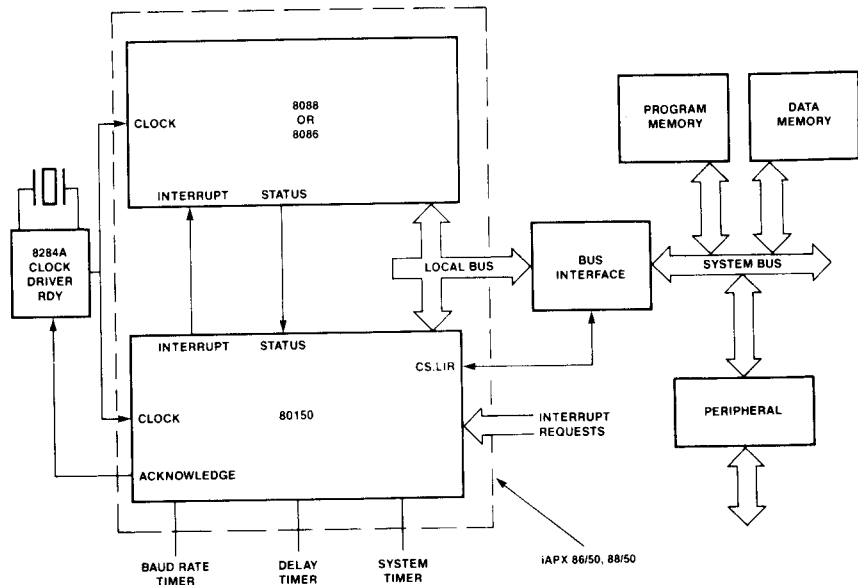 8088
OR
8086
CLOCK
INTERRUPT STATUS
PROGRAM
MEMORY
DATA
MEMORY
8284A
CLOCK
DRIVER
RDY
LOCAL BUS
BUS
INTERFACE
SYSTEM BUS
INTERRUPT STATUS
CS.LIR
CLOCK
80150
INTERRUPT
REQUESTS
PERIPHERAL
ACKNOWLEDGE
BAUD RATE
TIMER
DELAY
TIMER
SYSTEM
TIMER
iAPX 86/50, 88/50